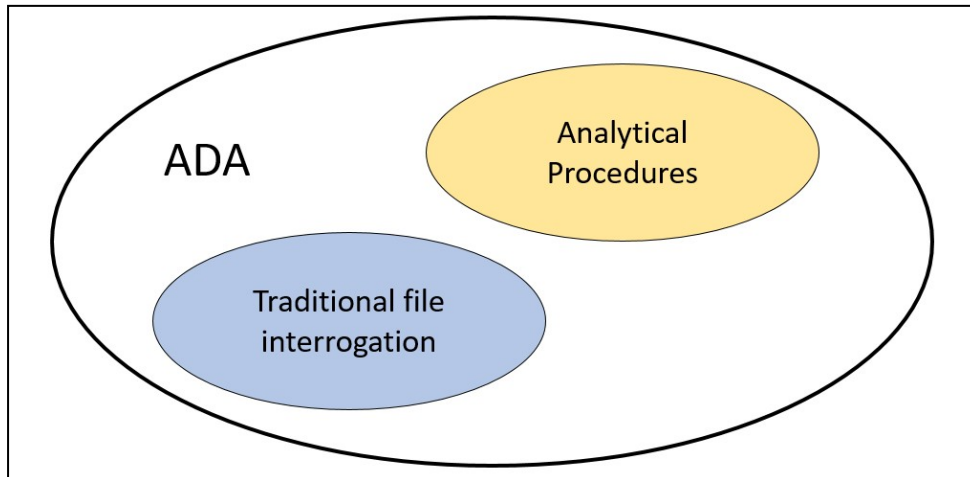 ADA
Analytical
Procedures
Traditional file
interrogation